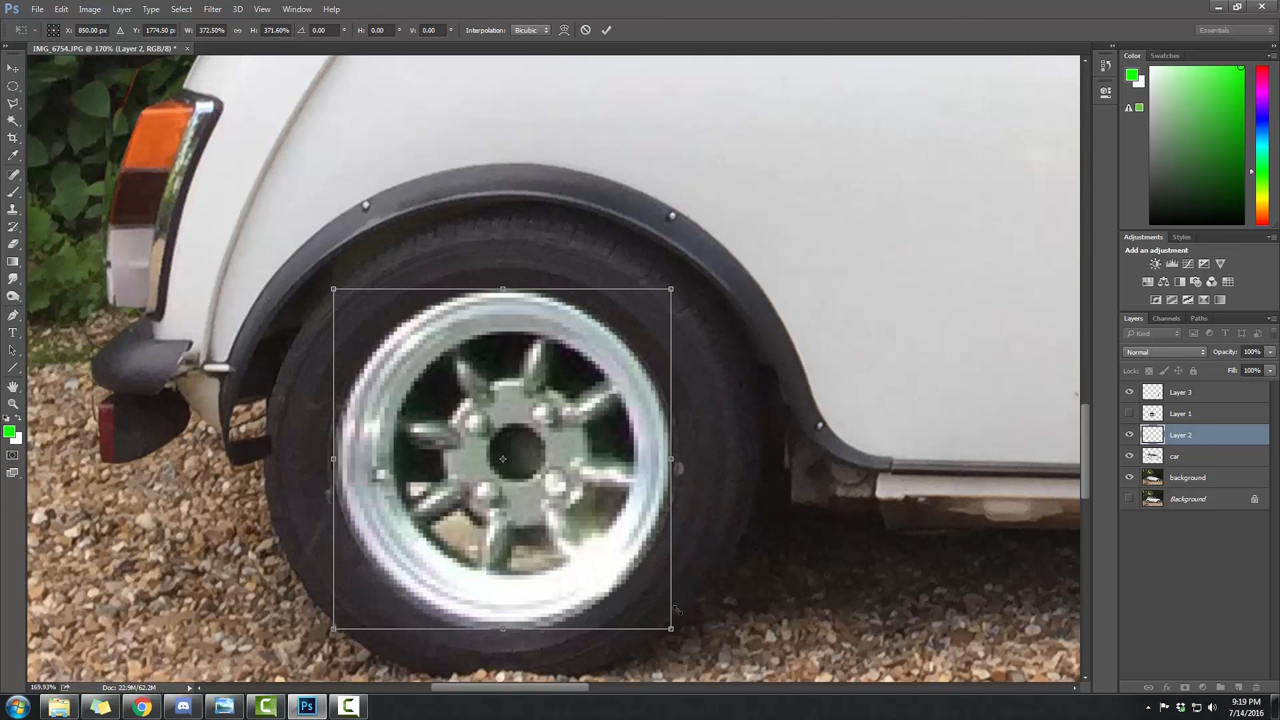 Ps File Edit Image Layer Type Select Filter 3D View Window Help
X: 850.00 px Y: 1774.50 px W: 372.50% H: 371.60% 0.00 ° H: 0.00 ° V: 0.00 ° Interpolation: Bicubic Essentials
IMG_6754.JPG @ 170% (Layer 2, RGB/8) * ×
Color Swatches
Adjustments Styles
Add an adjustment
Layers Channels Paths
Kind
Normal Opacity: 100%
Lock: Fill: 100%
Layer 3
Layer 1
Layer 2
car
background
Background
169.93% Doc: 22.9M/62.2M
Ps 9:19 PM
7/14/2016